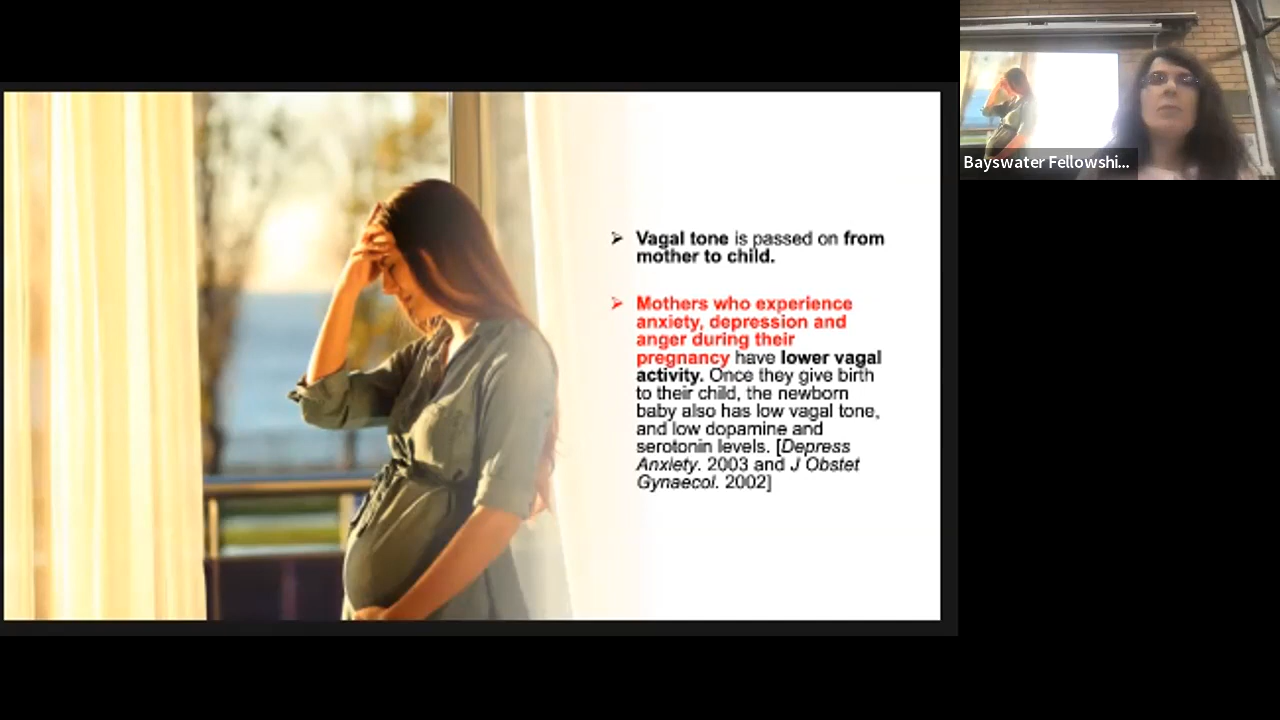 Vagal tone is passed on from
mother to child.
Mothers who experience
anxiety, depression and
anger during their
pregnancy have lower vagal
activity. Once they give birth
to their child, the newborn
baby also has low vagal tone,
and low dopamine and
serotonin levels. [Depress
Anxiety. 2003 and J Obstet
Gynaecol. 2002]
Bayswater Fellowshi...